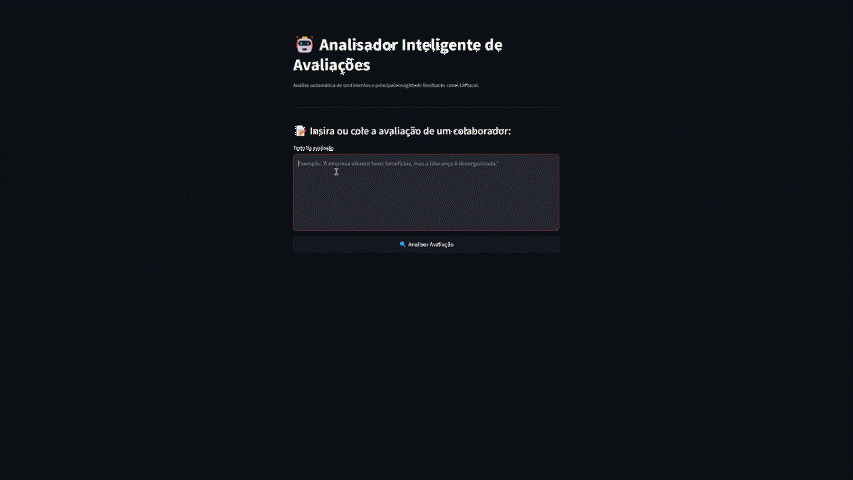 Analisador Inteligente de
Avaliações
Análise automática de sentimentos e principais insights de feedbacks com LLM local.
Insira ou cole a avaliação de um colaborador:
Texto da avaliação
Exemplo: "A empresa oferece bons benefícios, mas a liderança é desorganizada."
Analisar Avaliação